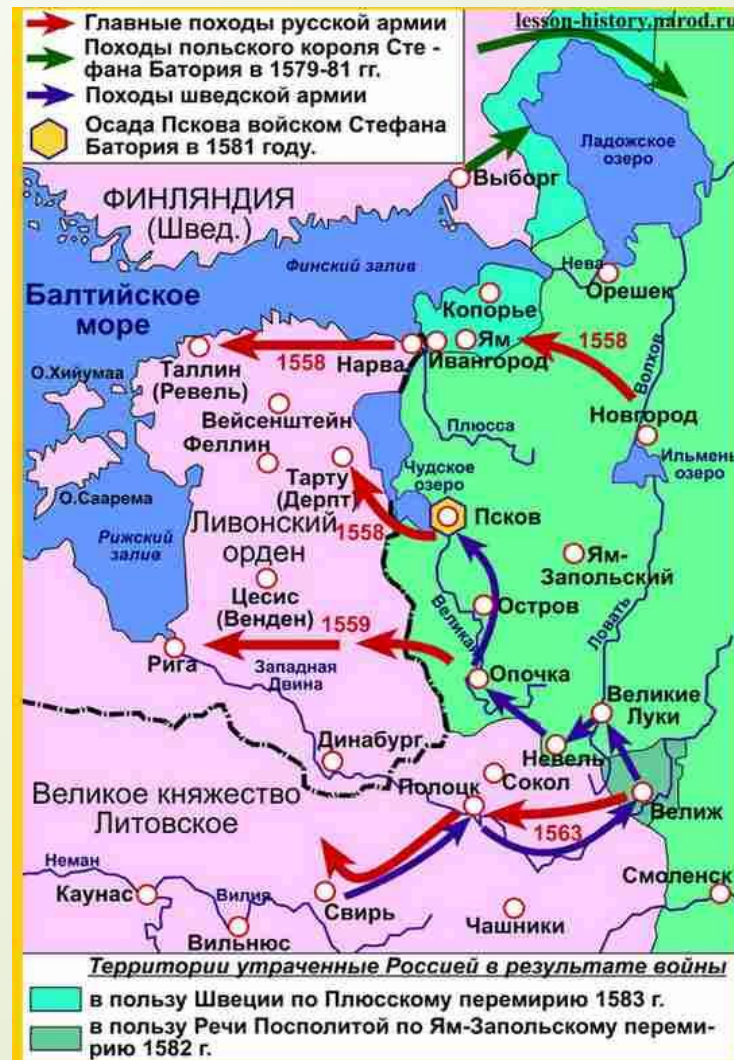 lesson-history.narod.ru
Главные походы русской армии
Походы польского короля Сте -
фана Батория в 1579-81 гг.
Походы шведской армии
Осада Пскова войском Стефана
Батория в 1581 году.
Ладожское
озеро
Выборг
ФИНЛЯНДИЯ
(Швед.)
Финский залив
Нева
Орешек
Балтийское
море
Копорье
Ям
1558
1558
Нарва
Ивангород
Таллин
(Ревель)
О.Хийумаа
Волхов
Новгород
Вейсенштейн
Плюсса
Феллин
Ильмень
озеро
Тарту
(Дерпт)
Чудское
озеро
О.Саарема
Псков
1558
Рижский
залив
Ливонский
орден
Ям-
Запольский
Цесис
(Венден)
Великая
Остров
Ловать
1559
Рига
Западная
Двина
Опочка
Великие
Луки
Динабург
Невель
Сокол
Полоцк
Велиж
Великое княжество
Литовское
1563
Неман
Смоленск
Каунас
Вилия
Свирь
Чашники
Вильнюс
Территории утраченные Россией в результате войны
в пользу Швеции по Плюсскому перемирию 1583 г.
в пользу Речи Посполитой по Ям-Запольскому переми-
рию 1582 г.